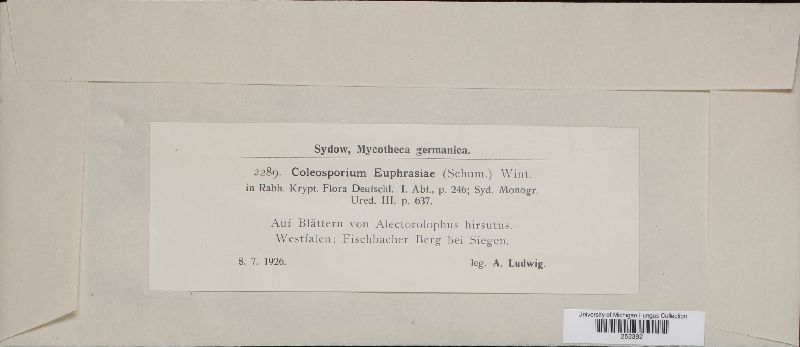 Sydow, Mycotheca germanica.
2289. Coleosporium Euphrasiae (Schum.) Wint.
in Rabh. Krypt. Flora Deutschl. I. Abt., p. 246; Syd. Monogr.
Ured. III, p. 637.
Auf Blättern von Alectorolophus hirsutus.
Westfalen: Fischbacher Berg bei Siegen.
8. 7. 1926. leg. A. Ludwig.
University of Michigan Fungus Collection
252392